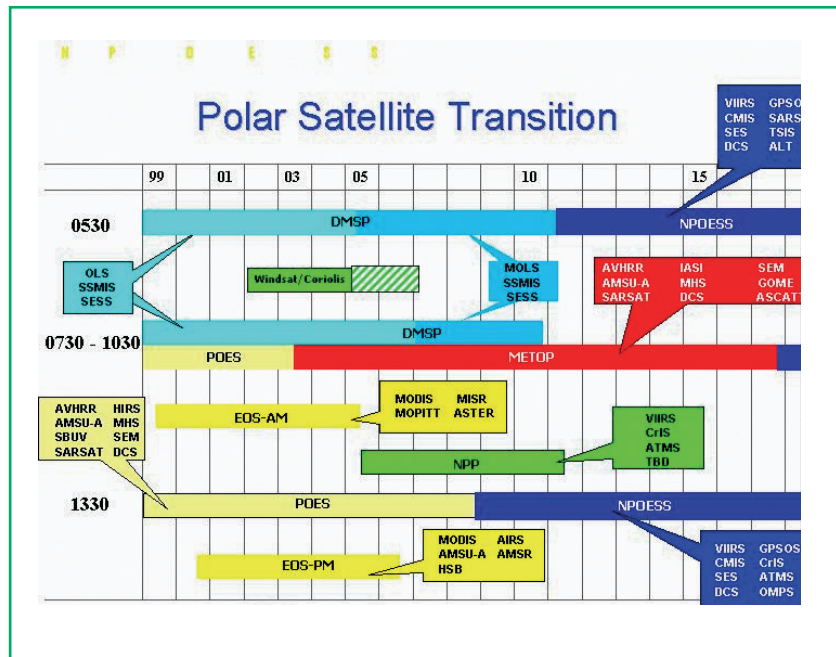 N P O E S S
Polar Satellite Transition
VIIRS GPSO
CMIS SARS
SES TSIS
DCS ALT
99 01 03 05 10 15
0530
DMSP
NPOESS
OLS
SSMIS
SESS
Windsat/Coriolis
MOLS
SSMIS
SESS
AVHRR IASI SEM
AMSU-A MHS GOME
SARSAT DCS ASCAT
0730 - 1030
DMSP
POES
METOP
AVHRR HIRS
AMSU-A MHS
SBUV SEM
SARSAT DCS
EOS-AM
MODIS MISR
MOPITT ASTER
VIIRS
CrIS
ATMS
TBD
NPP
1330
POES
NPOESS
EOS-PM
MODIS AIRS
AMSU-A AMSR
HSB
VIIRS GPSOS
CMIS CrIS
SES ATMS
DCS OMPS